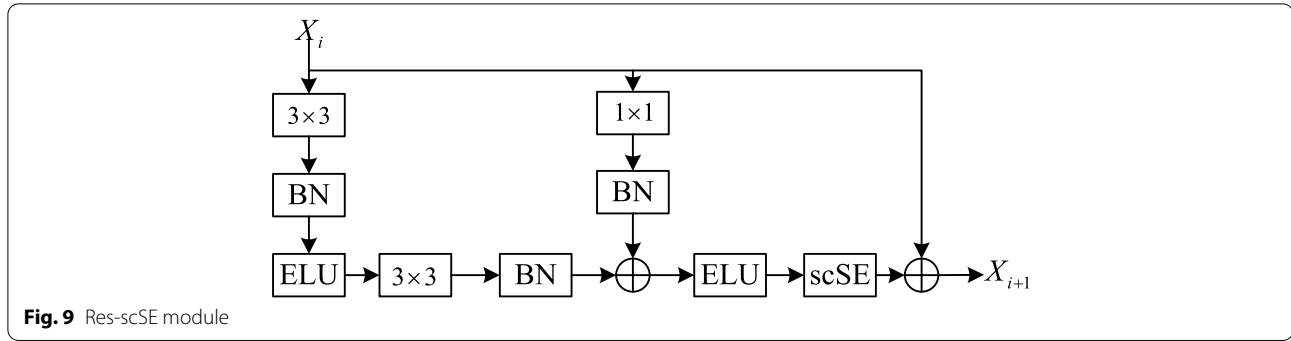 X_i
3×3
1×1
BN
BN
ELU
3×3
BN
ELU
scSE
X_{i+1}
Fig. 9 Res-scSE module